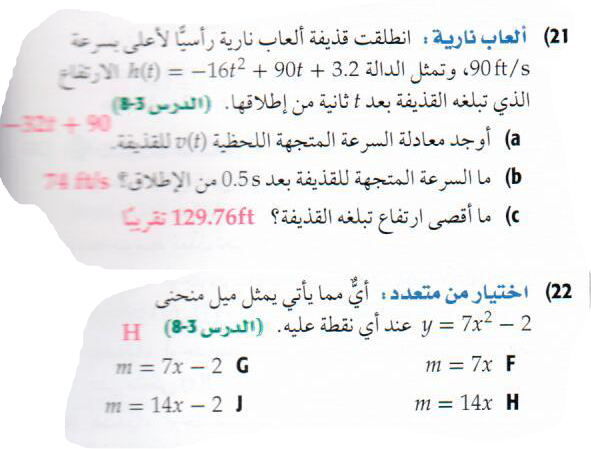 21) ألعاب نارية: انطلقت قذيفة ألعاب نارية رأسيًّا لأعلى بسرعة
90 ft/s، وتمثل الدالة h(t) = −16t² + 90t + 3.2 الارتفاع
الذي تبلغه القذيفة بعد t ثانية من إطلاقها. (الدرس 3-8)
a) أوجد معادلة السرعة المتجهة اللحظية v(t) للقذيفة. −32t + 90
b) ما السرعة المتجهة للقذيفة بعد 0.5 s من الإطلاق؟ 74 ft/s
c) ما أقصى ارتفاع تبلغه القذيفة؟ 129.76ft تقريبًا
22) اختيار من متعدد: أيٌّ مما يأتي يمثل ميل منحنى
y = 7x² − 2 عند أي نقطة عليه. (الدرس 3-8) H
m = 7x F m = 7x − 2 G
m = 14x H m = 14x − 2 J